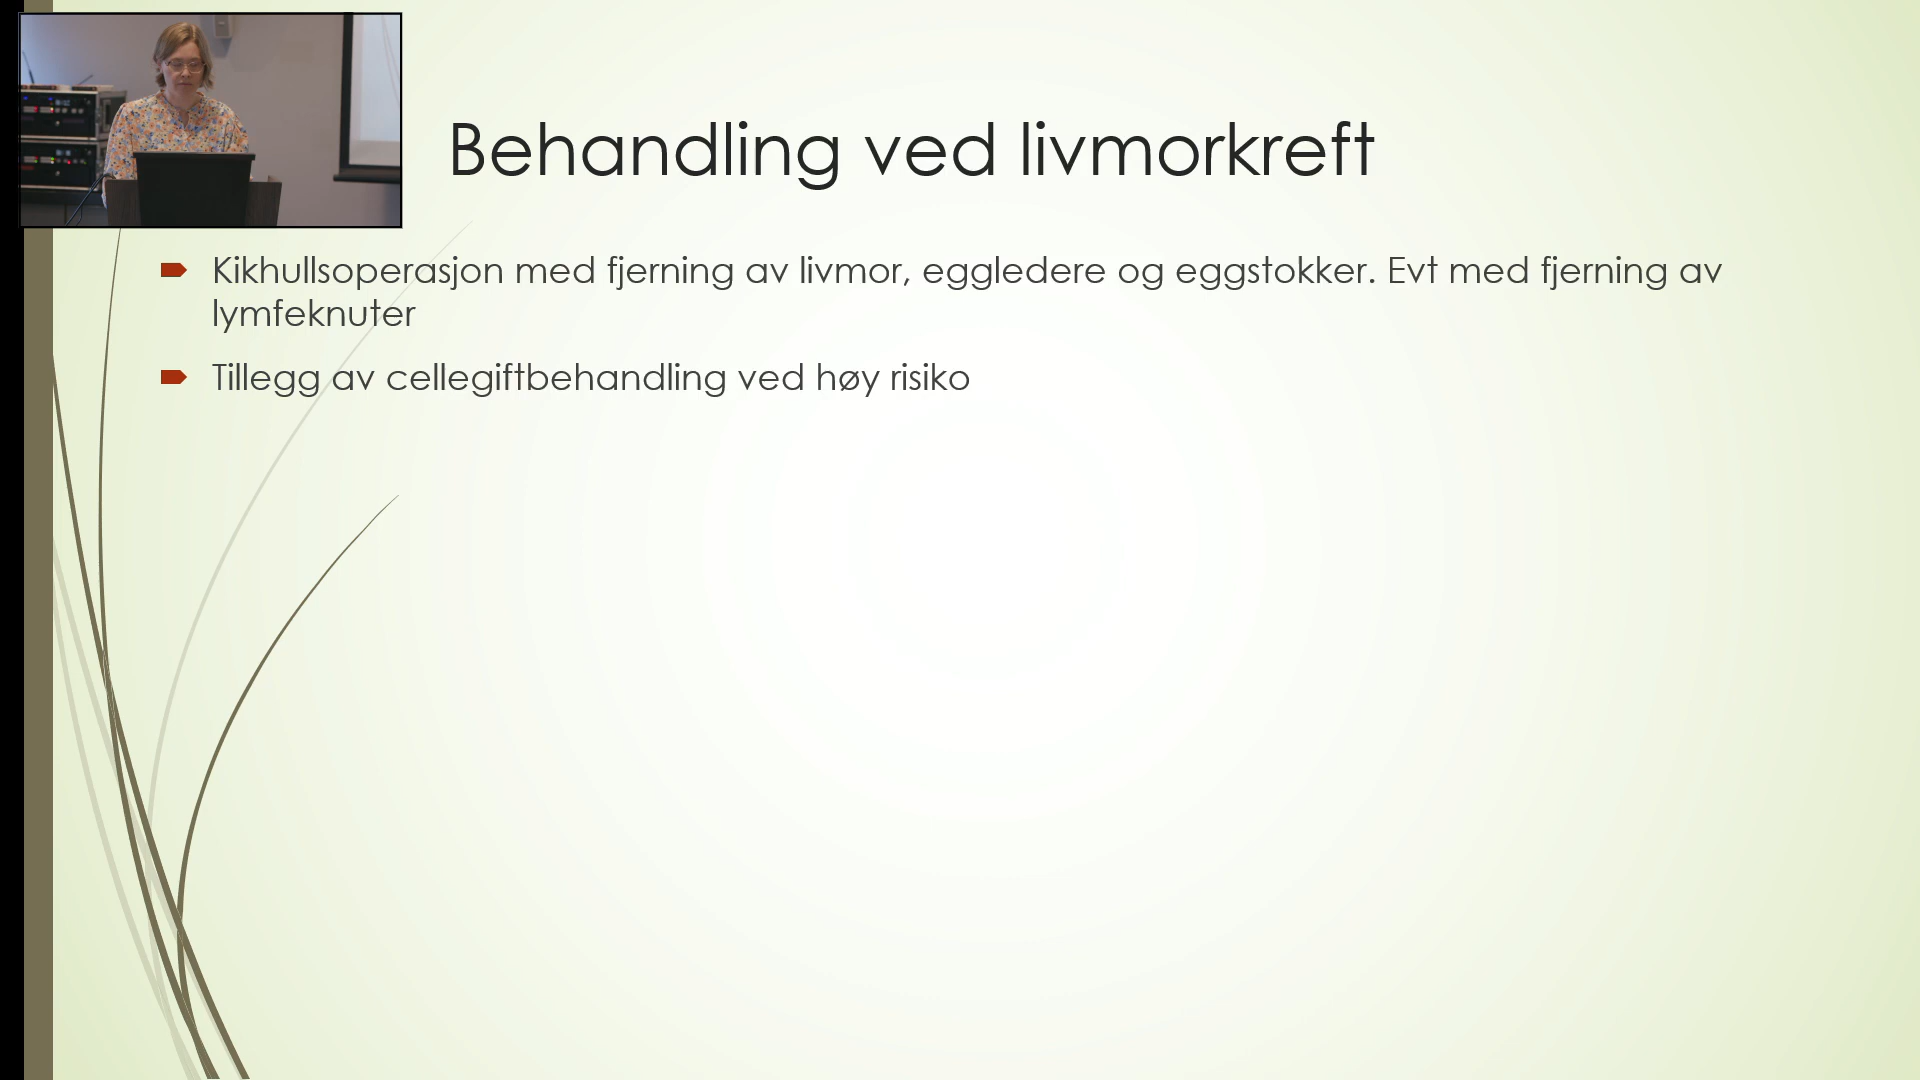 Behandling ved livmorkreft
Kikhullsoperasjon med fjerning av livmor, eggledere og eggstokker. Evt med fjerning av
lymfeknuter
Tillegg av cellegiftbehandling ved høy risiko